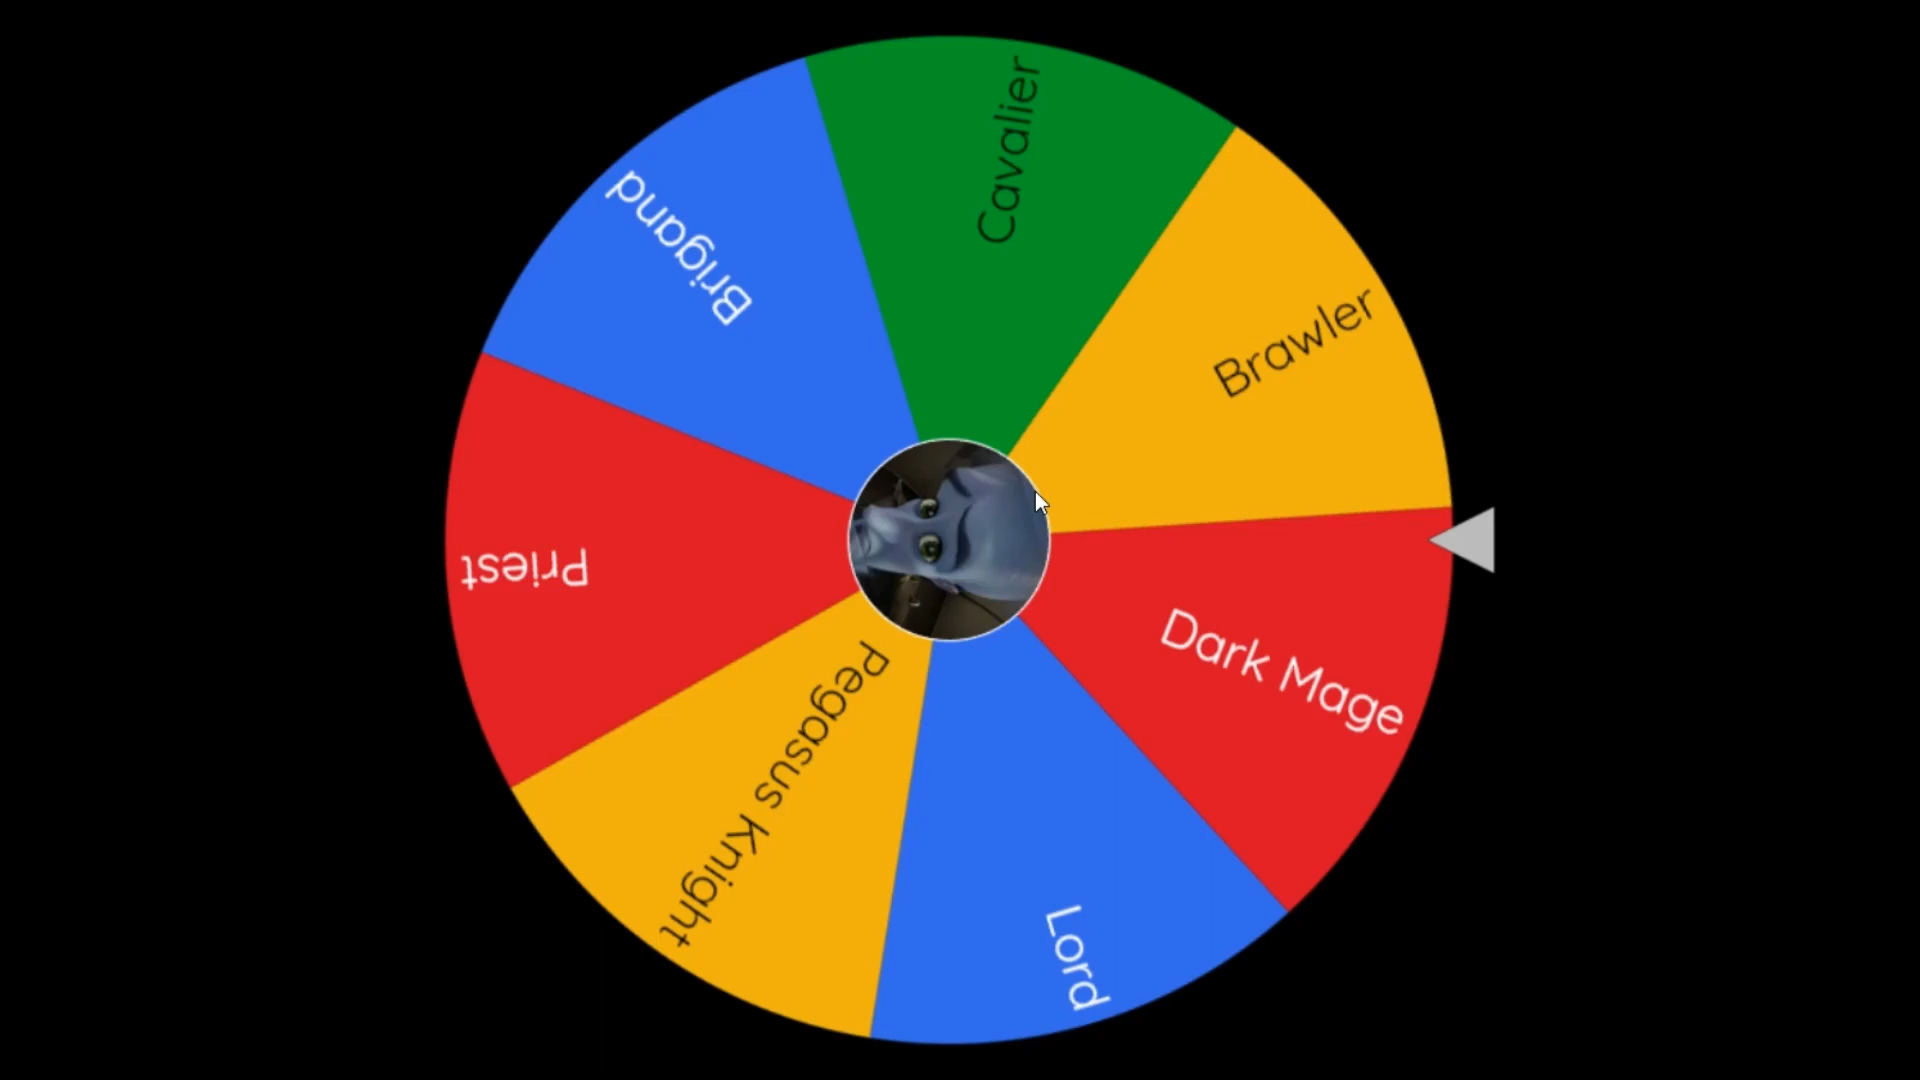 Cavalier
Brawler
Dark Mage
Lord
Pegasus Knight
Priest
Brigand